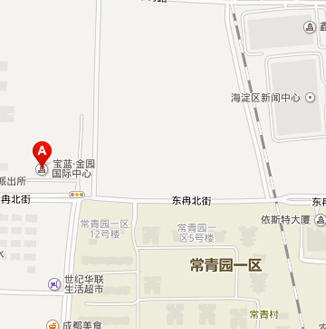 鑫
海淀区新闻中心
A
宝蓝·金园
国际中心
派出所
冉北街
东冉北街
东冉
常青园一区
12号楼
常青园一
区5号楼
依斯特大厦
常青园一区
世纪华联
生活超市
常青村
成都美食